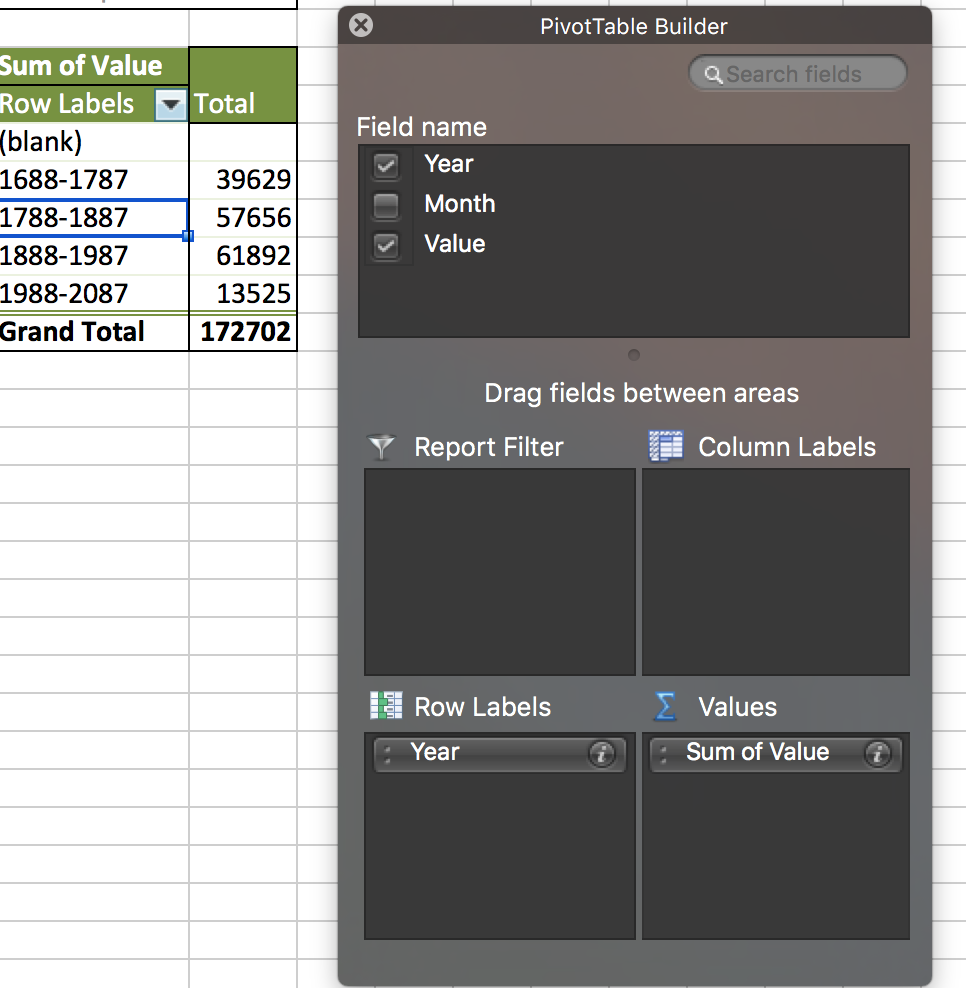 Sum of Value
Row Labels Total
(blank)
1688-1787 39629
1788-1887 57656
1888-1987 61892
1988-2087 13525
Grand Total 172702
PivotTable Builder
Search fields
Field name
Year
Month
Value
Drag fields between areas
Report Filter Column Labels
Row Labels Values
Year Sum of Value